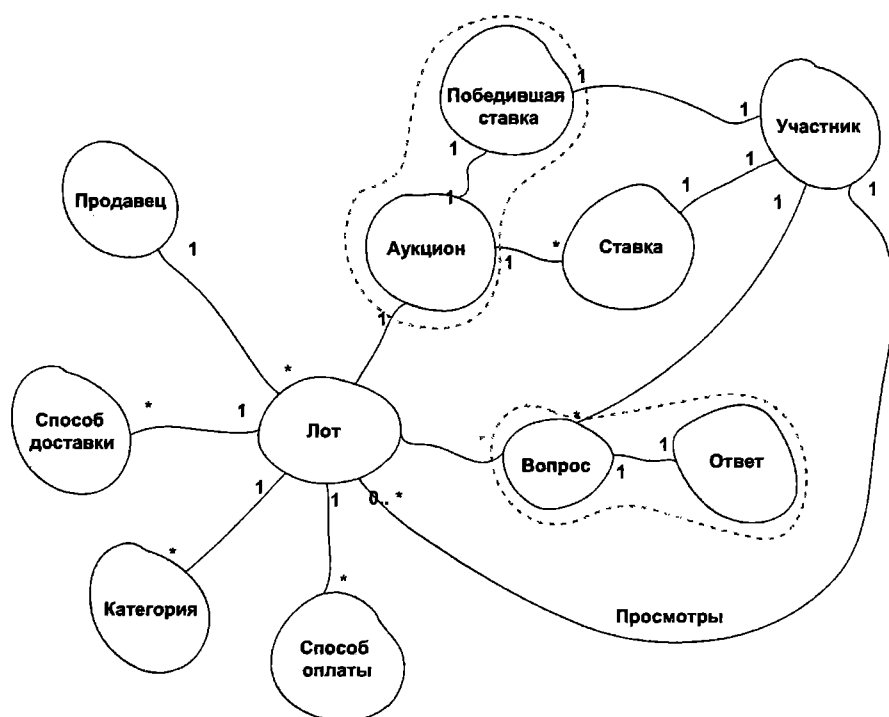 Победившая
ставка
1
1
Участник
1
1
1
1
1
Продавец
1
1
Аукцион
1
*
Ставка
1
1
*
Способ
доставки
*
1
Лот
*
Вопрос
1
1
Ответ
1
1
0.. *
*
*
Категория
Способ
оплаты
Просмотры